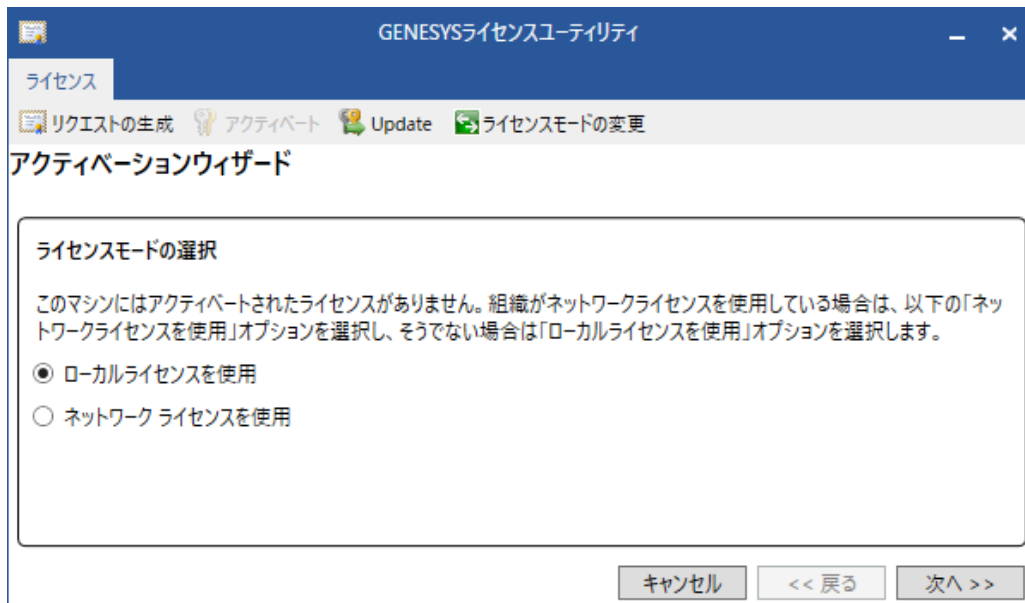 GENESYSライセンスユーティリティ
ライセンス
リクエストの生成 アクティベート Update ライセンスモードの変更
アクティベーションウィザード
ライセンスモードの選択
このマシンにはアクティベートされたライセンスがありません。組織がネットワークライセンスを使用している場合は、以下の「ネッ
トワークライセンスを使用」オプションを選択し、そうでない場合は「ローカルライセンスを使用」オプションを選択します。
ローカルライセンスを使用
ネットワーク ライセンスを使用
キャンセル << 戻る 次へ >>